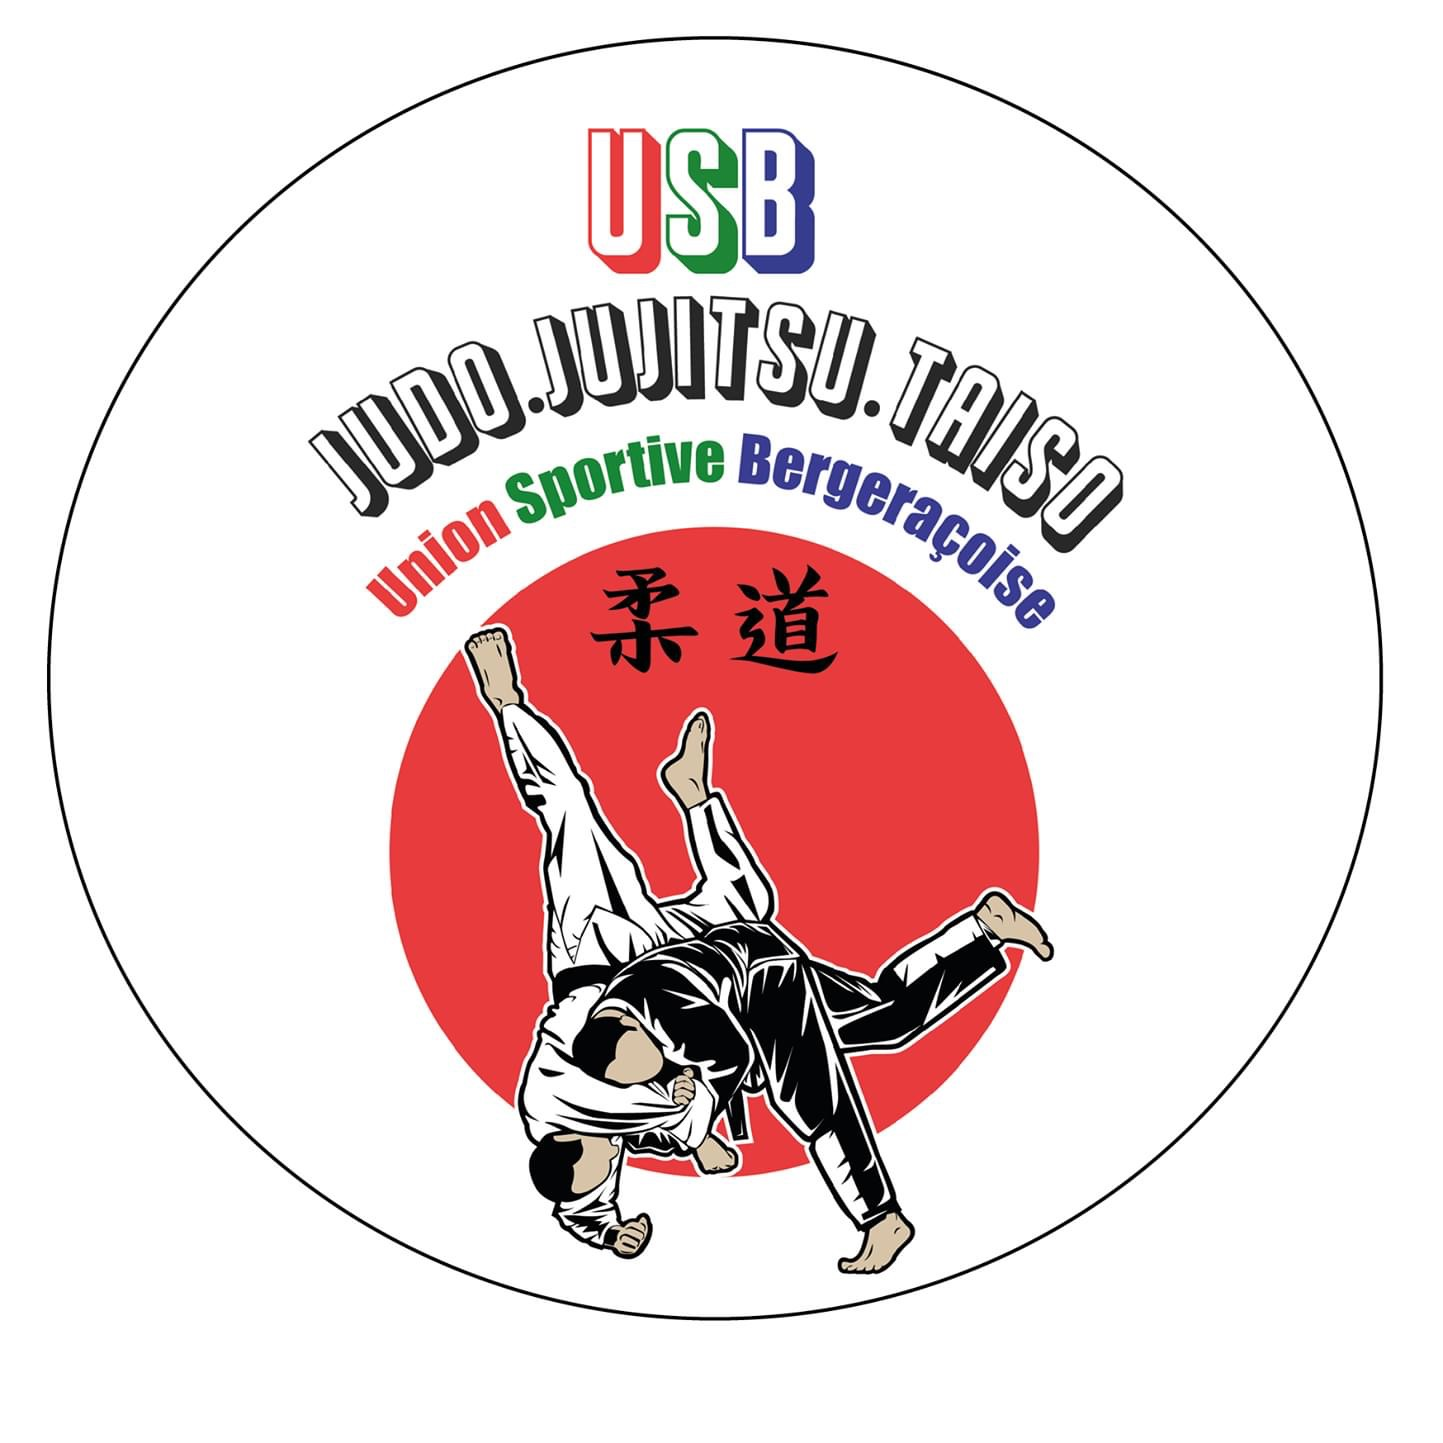 USB
JUDO.JUJITSU.TAISO
Union Sportive Bergeraçoise
柔道